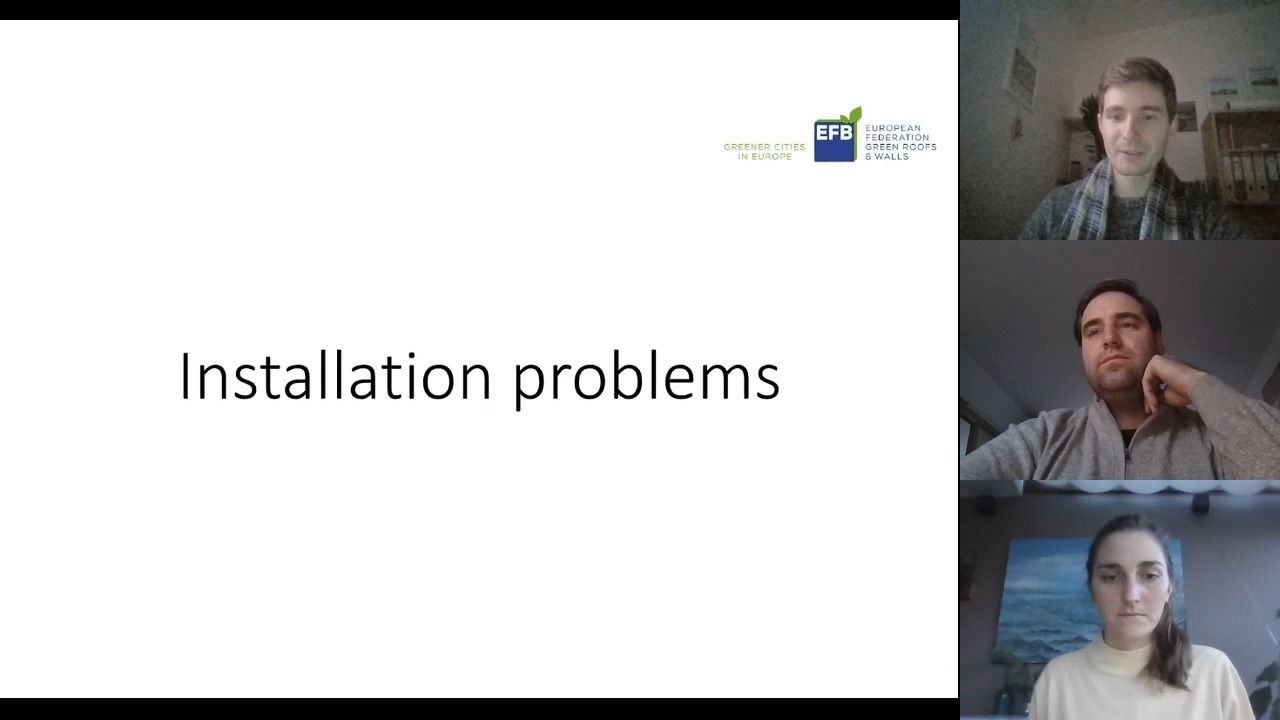 GREENER CITIES
IN EUROPE
EFB
EUROPEAN
FEDERATION
GREEN ROOFS
& WALLS
Installation problems